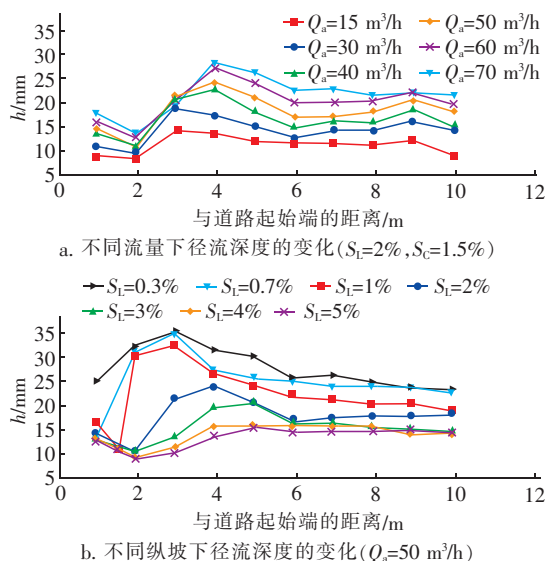 35
30
25
20
15
10
5
h/mm
Qa=15 m³/h Qa=50 m³/h
Qa=30 m³/h Qa=60 m³/h
Qa=40 m³/h Qa=70 m³/h
0 2 4 6 8 10 12
与道路起始端的距离/m
a. 不同流量下径流深度的变化(SL=2%,SC=1.5%)
SL=0.3% SL=0.7% SL=1% SL=2%
SL=3% SL=4% SL=5%
35
30
25
20
15
10
5
h/mm
0 2 4 6 8 10 12
与道路起始端的距离/m
b. 不同纵坡下径流深度的变化(Qa=50 m³/h)